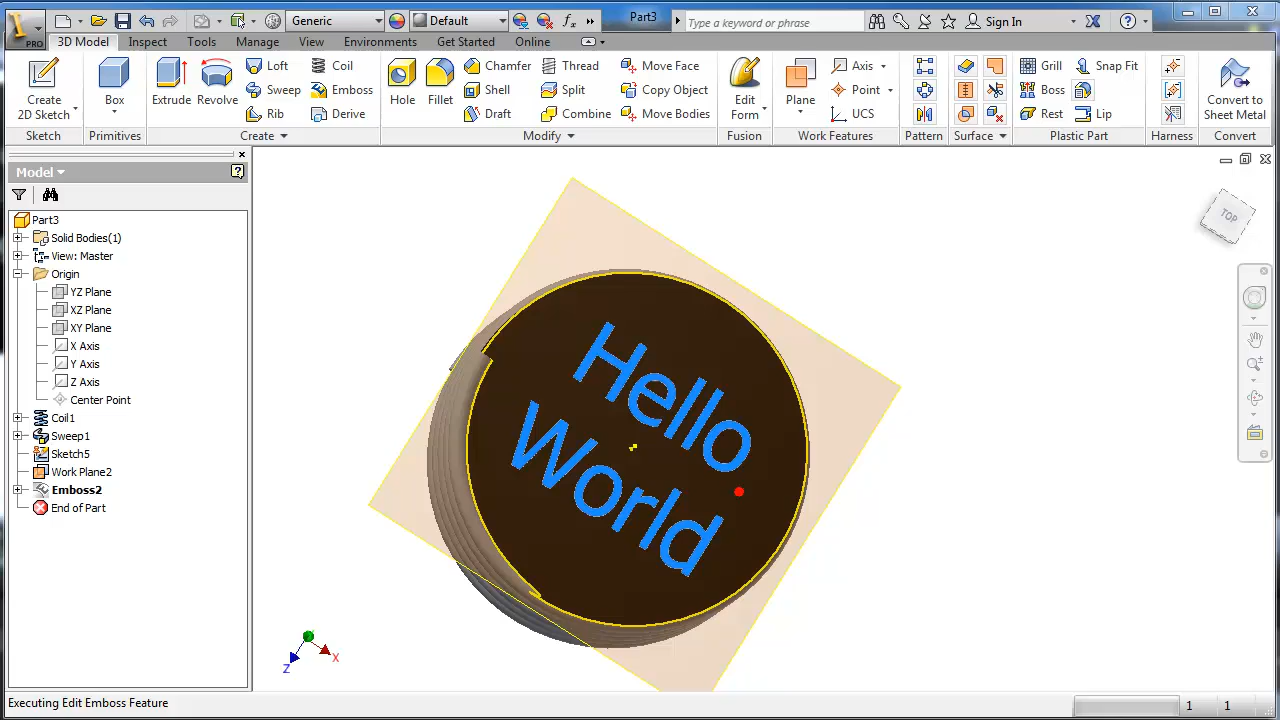 PRO
Generic
Default
Part3
Type a keyword or phrase
Sign In
3D Model Inspect Tools Manage View Environments Get Started Online
Create
2D Sketch
Sketch
Box
Primitives
Extrude Revolve
Loft Coil
Sweep Emboss
Rib Derive
Create
Hole Fillet
Chamfer Thread Move Face
Shell Split Copy Object
Draft Combine Move Bodies
Modify
Edit
Form
Fusion
Plane
Axis
Point
UCS
Work Features
Pattern
Surface
Grill Snap Fit
Boss
Rest Lip
Plastic Part
Harness
Convert to
Sheet Metal
Convert
Model
Part3
Solid Bodies(1)
View: Master
Origin
YZ Plane
XZ Plane
XY Plane
X Axis
Y Axis
Z Axis
Center Point
Coil1
Sweep1
Sketch5
Work Plane2
Emboss2
End of Part
TOP
Hello
World
X
Z
Executing Edit Emboss Feature
1 1